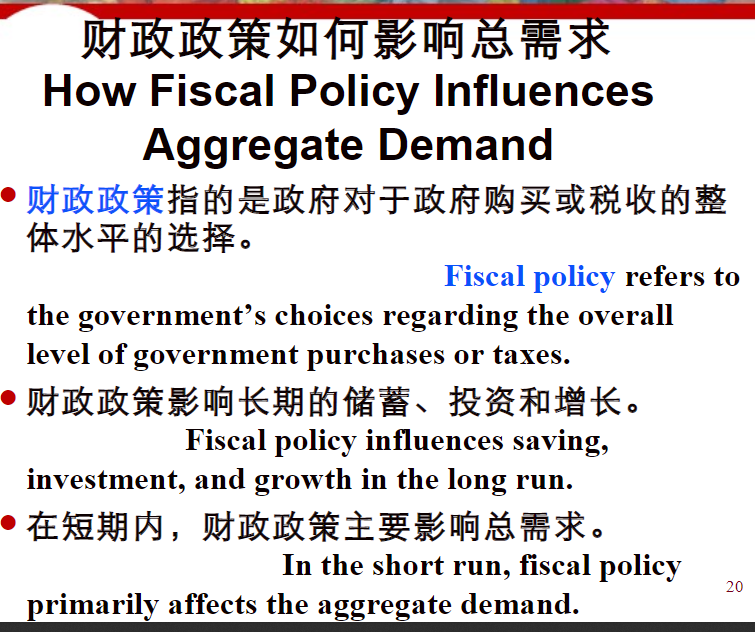 财政政策如何影响总需求
How Fiscal Policy Influences
Aggregate Demand
财政政策指的是政府对于政府购买或税收的整
体水平的选择。
Fiscal policy refers to
the government’s choices regarding the overall
level of government purchases or taxes.
财政政策影响长期的储蓄、投资和增长。
Fiscal policy influences saving,
investment, and growth in the long run.
在短期内，财政政策主要影响总需求。
In the short run, fiscal policy
primarily affects the aggregate demand.
20